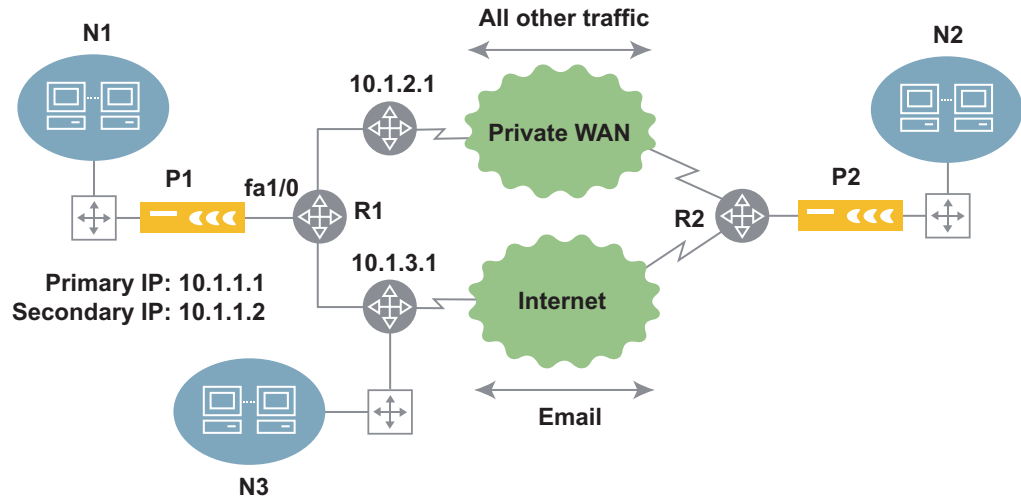 All other traffic
N1
N2
10.1.2.1
Private WAN
P1
fa1/0
P2
R1
R2
10.1.3.1
Primary IP: 10.1.1.1
Secondary IP: 10.1.1.2
Internet
Email
N3